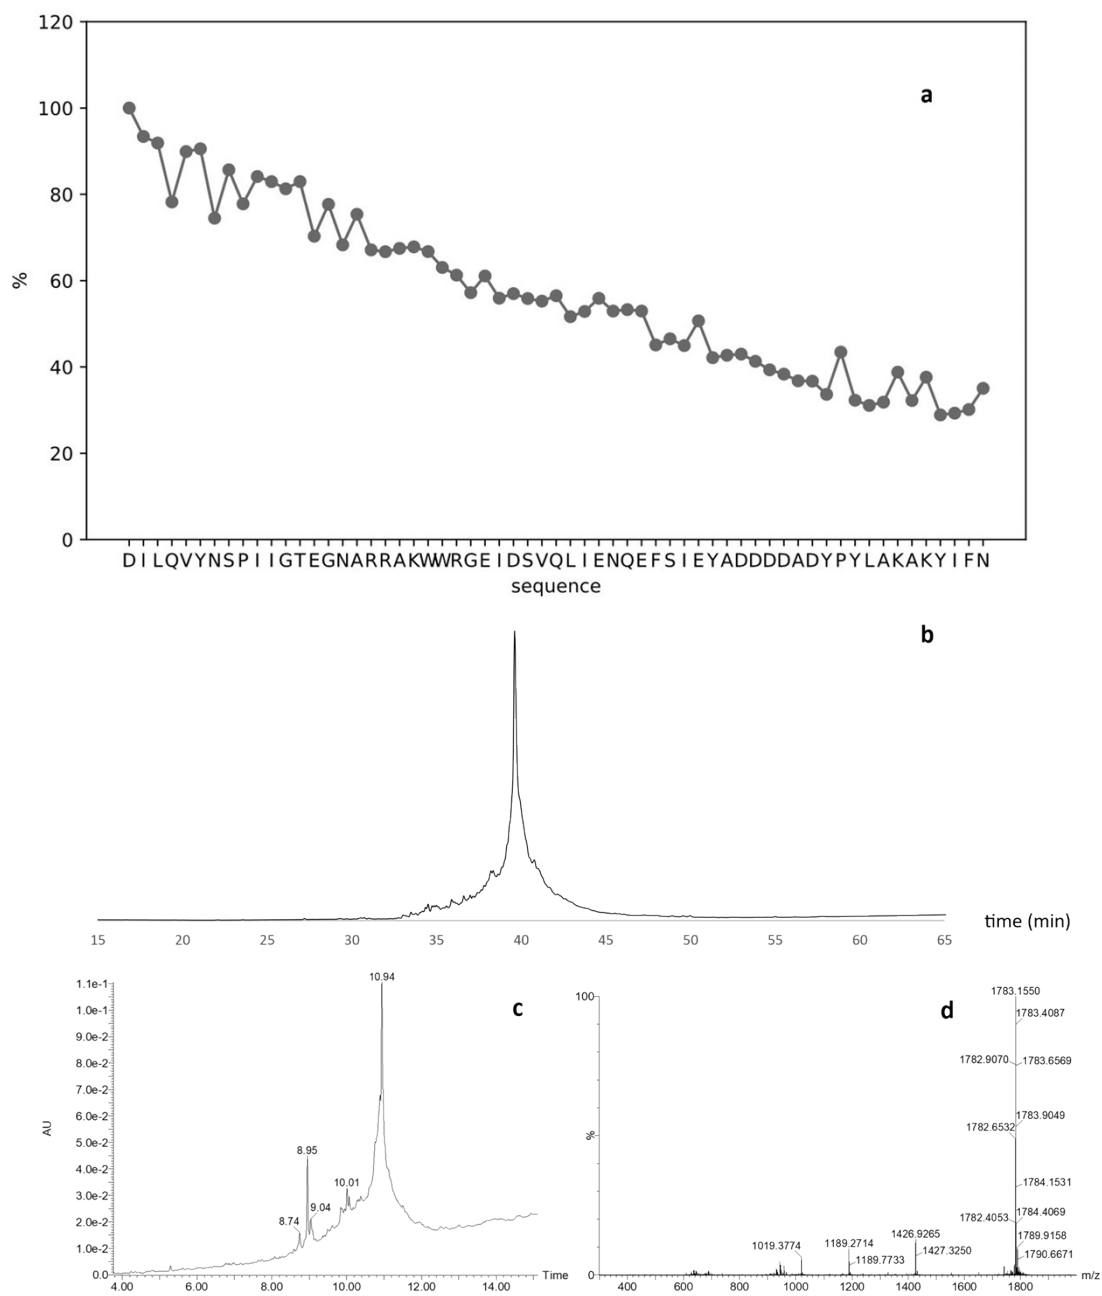 120
a
100
80
60
%
40
20
0
DILQVYNSPIIGTEGNARRAKWWRGEIDSVQLIENQEFSIEYADDDDADYPYLAKAKYIFN
sequence
b
time (min)
15 20 25 30 35 40 45 50 55 60 65
c
10.94
1.1e-1
1.0e-1
9.0e-2
8.0e-2
7.0e-2
6.0e-2
AU
5.0e-2
8.95
4.0e-2
3.0e-2
10.01
9.04
2.0e-2
8.74
1.0e-2
0.0
Time
4.00 6.00 8.00 10.00 12.00 14.00
d
1783.1550
100
1783.4087
1782.9070
1783.6569
1783.9049
1782.6532
%
1784.1531
1782.4053
1784.4069
1426.9265
1789.9158
1189.2714
1019.3774
1427.3250
1790.6671
1189.7733
0
m/z
400 600 800 1000 1200 1400 1600 1800